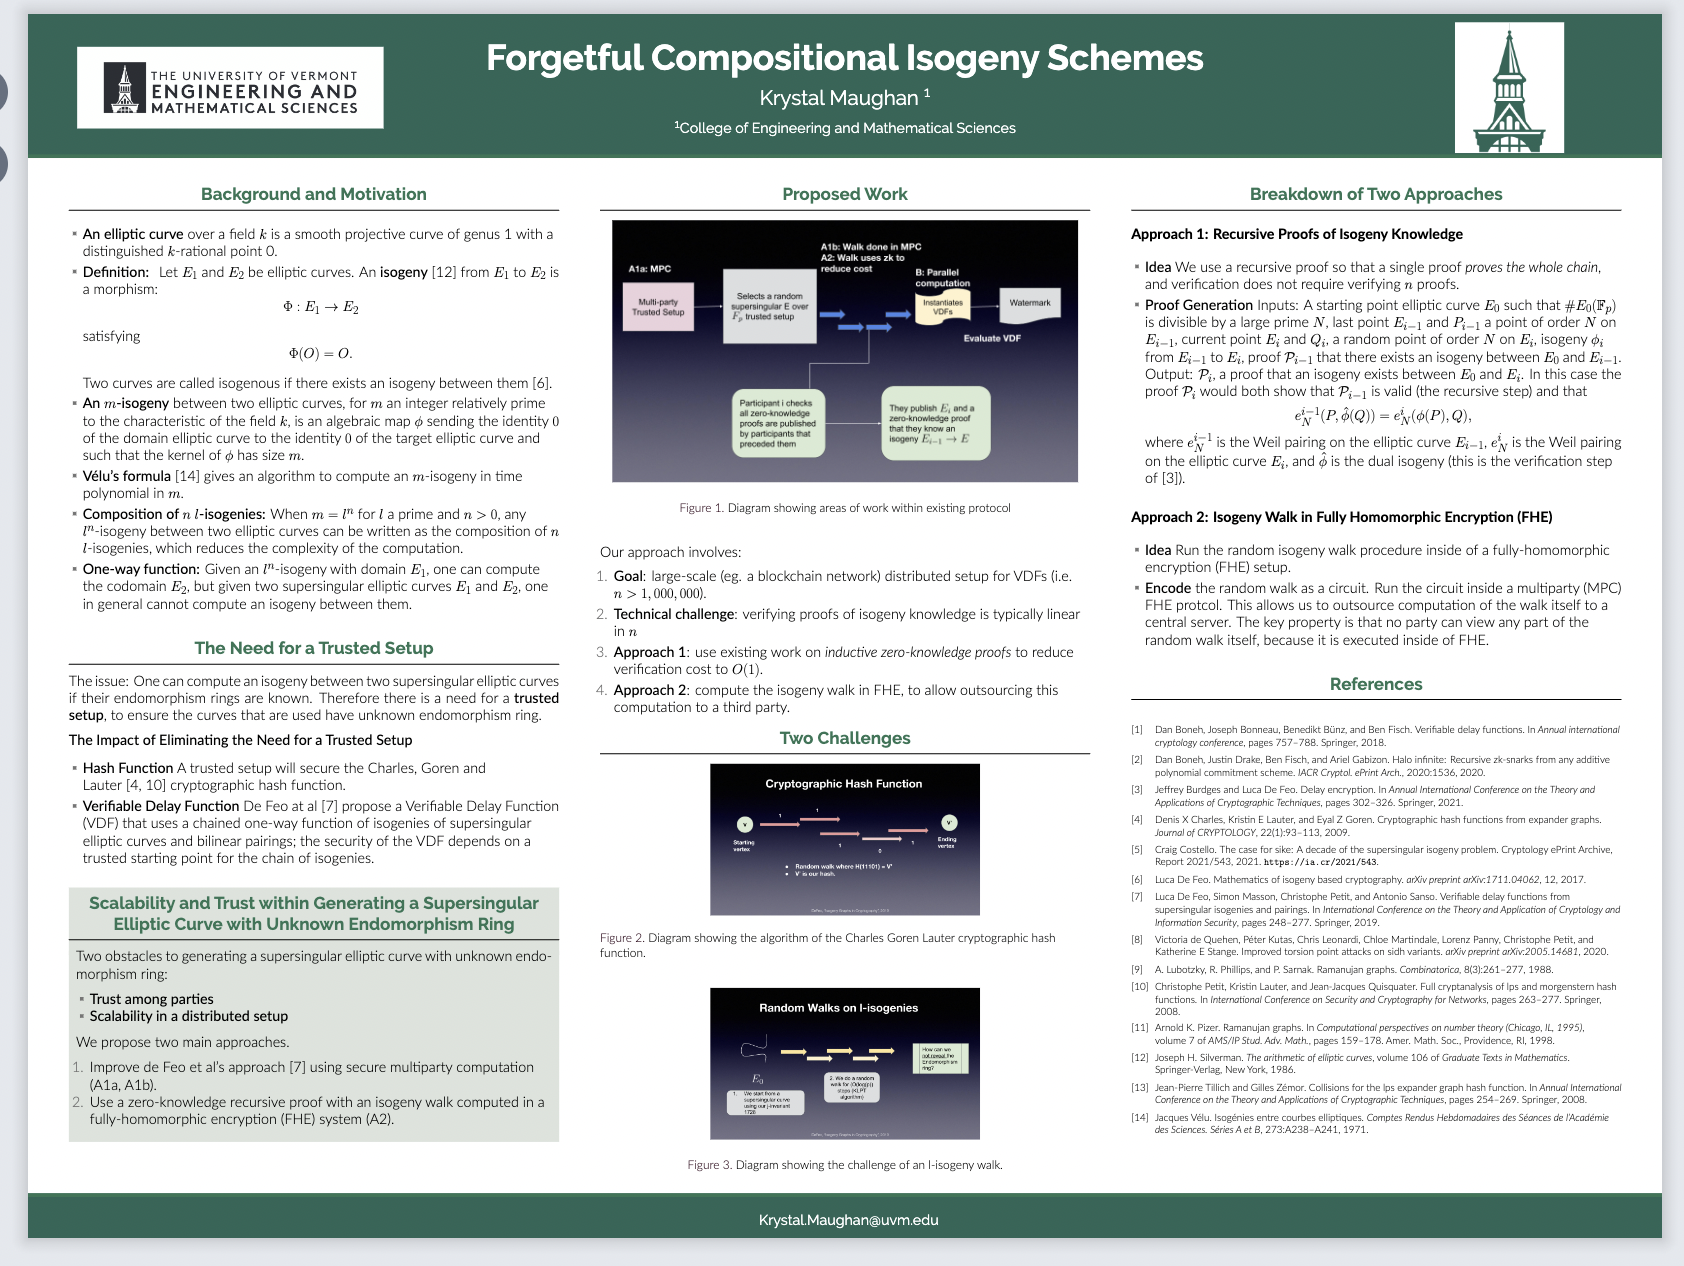 THE UNIVERSITY OF VERMONT
ENGINEERING AND
MATHEMATICAL SCIENCES
Forgetful Compositional Isogeny Schemes
Krystal Maughan ¹
¹College of Engineering and Mathematical Sciences
Background and Motivation
▪ An elliptic curve over a field k is a smooth projective curve of genus 1 with a
distinguished k-rational point 0.
▪ Definition: Let E₁ and E₂ be elliptic curves. An isogeny [12] from E₁ to E₂ is
a morphism:
Φ : E₁ → E₂
satisfying
Φ(O) = O.
Two curves are called isogenous if there exists an isogeny between them [6].
▪ An m-isogeny between two elliptic curves, for m an integer relatively prime
to the characteristic of the field k, is an algebraic map ϕ sending the identity 0
of the domain elliptic curve to the identity 0 of the target elliptic curve and
such that the kernel of ϕ has size m.
▪ Vélu's formula [14] gives an algorithm to compute an m-isogeny in time
polynomial in m.
▪ Composition of n l-isogenies: When m = lⁿ for l a prime and n > 0, any
lⁿ-isogeny between two elliptic curves can be written as the composition of n
l-isogenies, which reduces the complexity of the computation.
▪ One-way function: Given an lⁿ-isogeny with domain E₁, one can compute
the codomain E₂, but given two supersingular elliptic curves E₁ and E₂, one
in general cannot compute an isogeny between them.
The Need for a Trusted Setup
The issue: One can compute an isogeny between two supersingular elliptic curves
if their endomorphism rings are known. Therefore there is a need for a trusted
setup, to ensure the curves that are used have unknown endomorphism ring.
The Impact of Eliminating the Need for a Trusted Setup
▪ Hash Function A trusted setup will secure the Charles, Goren and
Lauter [4, 10] cryptographic hash function.
▪ Verifiable Delay Function De Feo at al [7] propose a Verifiable Delay Function
(VDF) that uses a chained one-way function of isogenies of supersingular
elliptic curves and bilinear pairings; the security of the VDF depends on a
trusted starting point for the chain of isogenies.
Scalability and Trust within Generating a Supersingular
Elliptic Curve with Unknown Endomorphism Ring
Two obstacles to generating a supersingular elliptic curve with unknown endo-
morphism ring:
▪ Trust among parties
▪ Scalability in a distributed setup
We propose two main approaches.
1. Improve de Feo et al's approach [7] using secure multiparty computation
(A1a, A1b).
2. Use a zero-knowledge recursive proof with an isogeny walk computed in a
fully-homomorphic encryption (FHE) system (A2).
Proposed Work
A1a: MPC
A1b: Walk done in MPC
A2: Walk uses zk to
reduce cost
B: Parallel
computation
Multi-party
Trusted Setup
Selects a random
supersingular E over
Fₚ trusted setup
Instantiates
VDFs
Watermark
Evaluate VDF
Participant i checks
all zero-knowledge
proofs are published
by participants that
preceded them
They publish Eᵢ and a
zero-knowledge proof
that they know an
isogeny Eᵢ₋₁ → E
Figure 1. Diagram showing areas of work within existing protocol
Our approach involves:
1. Goal: large-scale (eg. a blockchain network) distributed setup for VDFs (i.e.
n > 1, 000, 000).
2. Technical challenge: verifying proofs of isogeny knowledge is typically linear
in n
3. Approach 1: use existing work on inductive zero-knowledge proofs to reduce
verification cost to O(1).
4. Approach 2: compute the isogeny walk in FHE, to allow outsourcing this
computation to a third party.
Two Challenges
Cryptographic Hash Function
V
Starting
vertex
1
1
1
0
1
V'
Ending
vertex
● Random walk where H(11101) = V'
● V' is our hash.
Figure 2. Diagram showing the algorithm of the Charles Goren Lauter cryptographic hash
function.
Random Walks on l-isogenies
E₀
1. We start from a
supersingular curve
using our j-invariant
1728
2. We do a random
walk for (O(log(p))
steps (KLPT
algorithm)
How can we
not reveal the
Endomorphism
ring?
Figure 3. Diagram showing the challenge of an l-isogeny walk.
Breakdown of Two Approaches
Approach 1: Recursive Proofs of Isogeny Knowledge
▪ Idea We use a recursive proof so that a single proof proves the whole chain,
and verification does not require verifying n proofs.
▪ Proof Generation Inputs: A starting point elliptic curve E₀ such that #E₀(𝔽ₚ)
is divisible by a large prime N, last point Eᵢ₋₁ and Pᵢ₋₁ a point of order N on
Eᵢ₋₁, current point Eᵢ and Qᵢ, a random point of order N on Eᵢ, isogeny ϕᵢ
from Eᵢ₋₁ to Eᵢ, proof 𝒫ᵢ₋₁ that there exists an isogeny between E₀ and Eᵢ₋₁.
Output: 𝒫ᵢ, a proof that an isogeny exists between E₀ and Eᵢ. In this case the
proof 𝒫ᵢ would both show that 𝒫ᵢ₋₁ is valid (the recursive step) and that
e_N^{i−1}(P, ϕ̂(Q)) = e_N^i(ϕ(P), Q),
where e_N^{i−1} is the Weil pairing on the elliptic curve Eᵢ₋₁, e_N^i is the Weil pairing
on the elliptic curve Eᵢ, and ϕ̂ is the dual isogeny (this is the verification step
of [3]).
Approach 2: Isogeny Walk in Fully Homomorphic Encryption (FHE)
▪ Idea Run the random isogeny walk procedure inside of a fully-homomorphic
encryption (FHE) setup.
▪ Encode the random walk as a circuit. Run the circuit inside a multiparty (MPC)
FHE protcol. This allows us to outsource computation of the walk itself to a
central server. The key property is that no party can view any part of the
random walk itself, because it is executed inside of FHE.
References
[1] Dan Boneh, Joseph Bonneau, Benedikt Bünz, and Ben Fisch. Verifiable delay functions. In Annual international
cryptology conference, pages 757–788. Springer, 2018.
[2] Dan Boneh, Justin Drake, Ben Fisch, and Ariel Gabizon. Halo infinite: Recursive zk-snarks from any additive
polynomial commitment scheme. IACR Cryptol. ePrint Arch., 2020:1536, 2020.
[3] Jeffrey Burdges and Luca De Feo. Delay encryption. In Annual International Conference on the Theory and
Applications of Cryptographic Techniques, pages 302–326. Springer, 2021.
[4] Denis X Charles, Kristin E Lauter, and Eyal Z Goren. Cryptographic hash functions from expander graphs.
Journal of CRYPTOLOGY, 22(1):93–113, 2009.
[5] Craig Costello. The case for sike: A decade of the supersingular isogeny problem. Cryptology ePrint Archive,
Report 2021/543, 2021. https://ia.cr/2021/543.
[6] Luca De Feo. Mathematics of isogeny based cryptography. arXiv preprint arXiv:1711.04062, 12, 2017.
[7] Luca De Feo, Simon Masson, Christophe Petit, and Antonio Sanso. Verifiable delay functions from
supersingular isogenies and pairings. In International Conference on the Theory and Application of Cryptology and
Information Security, pages 248–277. Springer, 2019.
[8] Victoria de Quehen, Péter Kutas, Chris Leonardi, Chloe Martindale, Lorenz Panny, Christophe Petit, and
Katherine E Stange. Improved torsion point attacks on sidh variants. arXiv preprint arXiv:2005.14681, 2020.
[9] A. Lubotzky, R. Phillips, and P. Sarnak. Ramanujan graphs. Combinatorica, 8(3):261–277, 1988.
[10] Christophe Petit, Kristin Lauter, and Jean-Jacques Quisquater. Full cryptanalysis of lps and morgenstern hash
functions. In International Conference on Security and Cryptography for Networks, pages 263–277. Springer,
2008.
[11] Arnold K. Pizer. Ramanujan graphs. In Computational perspectives on number theory (Chicago, IL, 1995),
volume 7 of AMS/IP Stud. Adv. Math., pages 159–178. Amer. Math. Soc., Providence, RI, 1998.
[12] Joseph H. Silverman. The arithmetic of elliptic curves, volume 106 of Graduate Texts in Mathematics.
Springer-Verlag, New York, 1986.
[13] Jean-Pierre Tillich and Gilles Zémor. Collisions for the lps expander graph hash function. In Annual International
Conference on the Theory and Applications of Cryptographic Techniques, pages 254–269. Springer, 2008.
[14] Jacques Vélu. Isogénies entre courbes elliptiques. Comptes Rendus Hebdomadaires des Séances de l'Académie
des Sciences. Séries A et B, 273:A238–A241, 1971.
Krystal.Maughan@uvm.edu